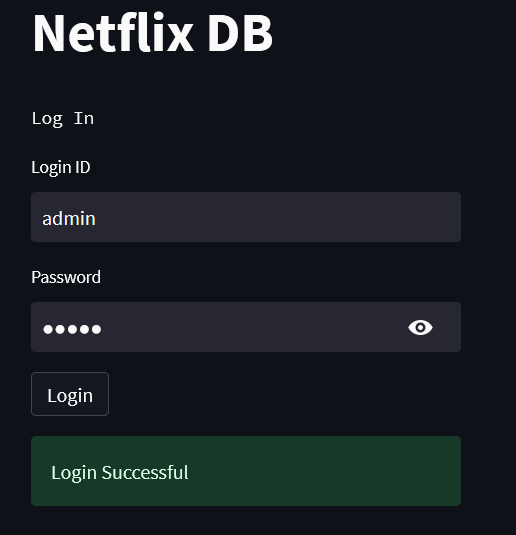 Netflix DB
Log In
Login ID
admin
Password
●●●●●
Login
Login Successful